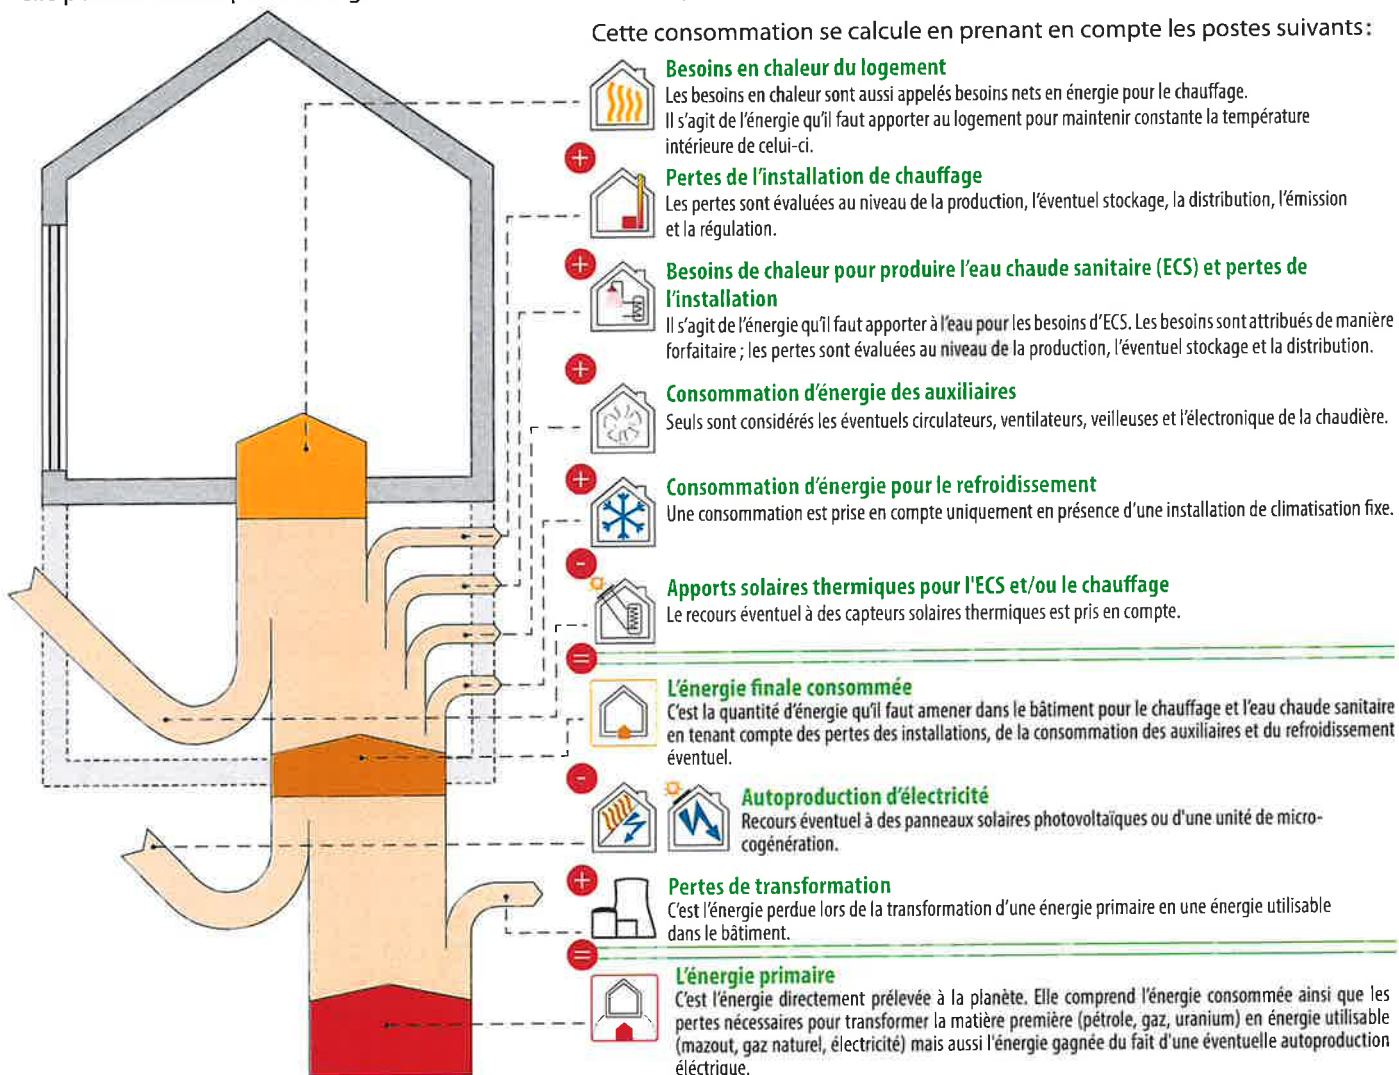 Cette consommation se calcule en prenant en compte les postes suivants :
Besoins en chaleur du logement
Les besoins en chaleur sont aussi appelés besoins nets en énergie pour le chauffage.
Il s'agit de l'énergie qu'il faut apporter au logement pour maintenir constante la température
intérieure de celui-ci.
+
Pertes de l'installation de chauffage
Les pertes sont évaluées au niveau de la production, l'éventuel stockage, la distribution, l'émission
et la régulation.
+
Besoins de chaleur pour produire l'eau chaude sanitaire (ECS) et pertes de
l'installation
Il s'agit de l'énergie qu'il faut apporter à l'eau pour les besoins d'ECS. Les besoins sont attribués de manière
forfaitaire ; les pertes sont évaluées au niveau de la production, l'éventuel stockage et la distribution.
+
Consommation d'énergie des auxiliaires
Seuls sont considérés les éventuels circulateurs, ventilateurs, veilleuses et l'électronique de la chaudière.
+
Consommation d'énergie pour le refroidissement
Une consommation est prise en compte uniquement en présence d'une installation de climatisation fixe.
-
Apports solaires thermiques pour l'ECS et/ou le chauffage
Le recours éventuel à des capteurs solaires thermiques est pris en compte.
=
L'énergie finale consommée
C'est la quantité d'énergie qu'il faut amener dans le bâtiment pour le chauffage et l'eau chaude sanitaire
en tenant compte des pertes des installations, de la consommation des auxiliaires et du refroidissement
éventuel.
-
Autoproduction d'électricité
Recours éventuel à des panneaux solaires photovoltaïques ou d'une unité de micro-
cogénération.
+
Pertes de transformation
C'est l'énergie perdue lors de la transformation d'une énergie primaire en une énergie utilisable
dans le bâtiment.
=
L'énergie primaire
C'est l'énergie directement prélevée à la planète. Elle comprend l'énergie consommée ainsi que les
pertes nécessaires pour transformer la matière première (pétrole, gaz, uranium) en énergie utilisable
(mazout, gaz naturel, électricité) mais aussi l'énergie gagnée du fait d'une éventuelle autoproduction
éléctrique.